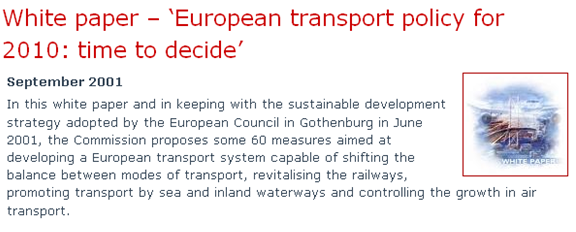 White paper – ‘European transport policy for
2010: time to decide’
September 2001
In this white paper and in keeping with the sustainable development
strategy adopted by the European Council in Gothenburg in June
2001, the Commission proposes some 60 measures aimed at
developing a European transport system capable of shifting the
balance between modes of transport, revitalising the railways,
promoting transport by sea and inland waterways and controlling the growth in air
transport.
WHITE PAPER